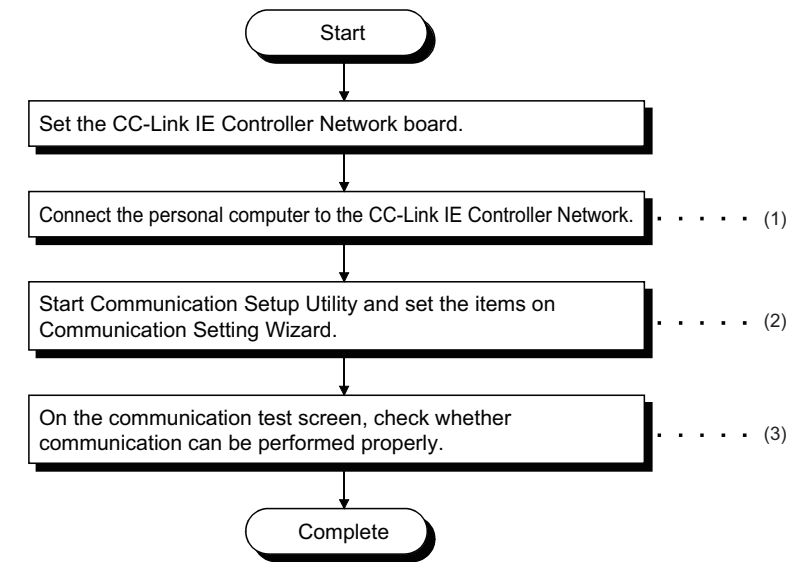 Start
Set the CC-Link IE Controller Network board.
Connect the personal computer to the CC-Link IE Controller Network. . . . . . (1)
Start Communication Setup Utility and set the items on
Communication Setting Wizard. . . . . . (2)
On the communication test screen, check whether
communication can be performed properly. . . . . . (3)
Complete